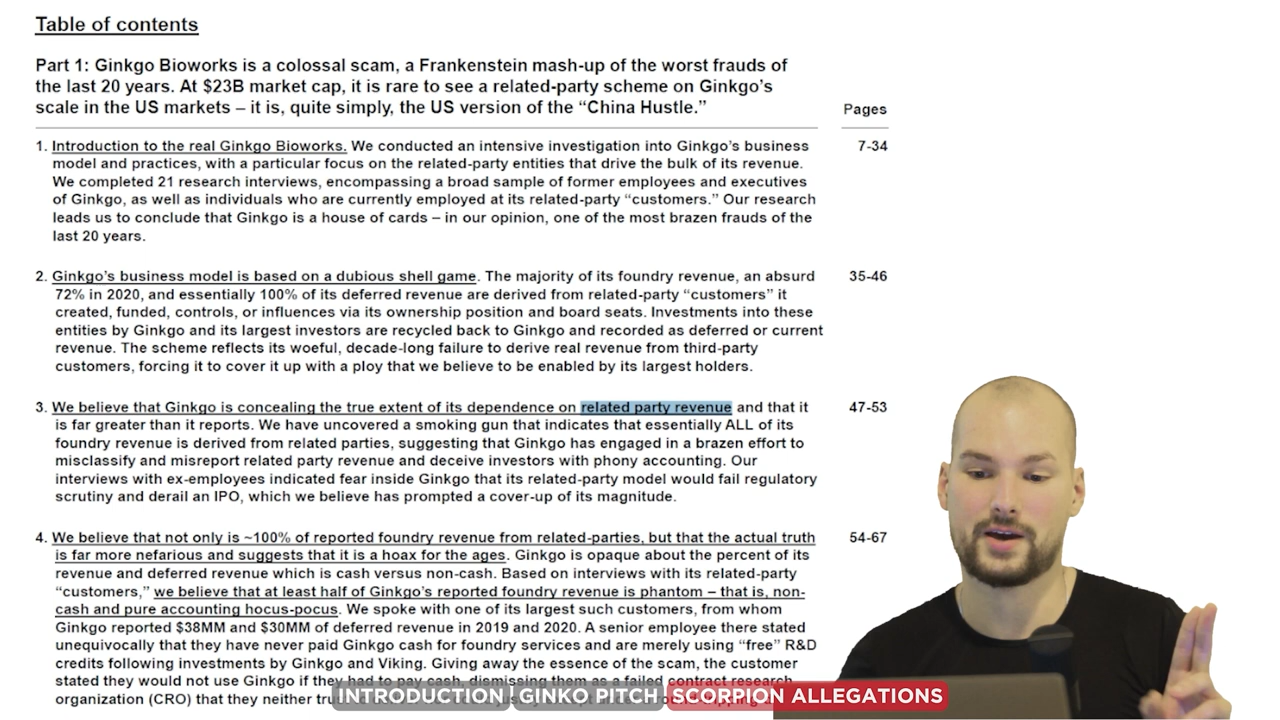 Table of contents
Part 1: Ginkgo Bioworks is a colossal scam, a Frankenstein mash-up of the worst frauds of
the last 20 years. At $23B market cap, it is rare to see a related-party scheme on Ginkgo's
scale in the US markets – it is, quite simply, the US version of the “China Hustle.”
Pages
1. Introduction to the real Ginkgo Bioworks. We conducted an intensive investigation into Ginkgo's business
7-34
model and practices, with a particular focus on the related-party entities that drive the bulk of its revenue.
We completed 21 research interviews, encompassing a broad sample of former employees and executives
of Ginkgo, as well as individuals who are currently employed at its related-party “customers.” Our research
leads us to conclude that Ginkgo is a house of cards – in our opinion, one of the most brazen frauds of the
last 20 years.
2. Ginkgo's business model is based on a dubious shell game. The majority of its foundry revenue, an absurd
35-46
72% in 2020, and essentially 100% of its deferred revenue are derived from related-party “customers” it
created, funded, controls, or influences via its ownership position and board seats. Investments into these
entities by Ginkgo and its largest investors are recycled back to Ginkgo and recorded as deferred or current
revenue. The scheme reflects its woeful, decade-long failure to derive real revenue from third-party
customers, forcing it to cover it up with a ploy that we believe to be enabled by its largest holders.
3. We believe that Ginkgo is concealing the true extent of its dependence on related party revenue and that it
47-53
is far greater than it reports. We have uncovered a smoking gun that indicates that essentially ALL of its
foundry revenue is derived from related parties, suggesting that Ginkgo has engaged in a brazen effort to
misclassify and misreport related party revenue and deceive investors with phony accounting. Our
interviews with ex-employees indicated fear inside Ginkgo that its related-party model would fail regulatory
scrutiny and derail an IPO, which we believe has prompted a cover-up of its magnitude.
4. We believe that not only is ~100% of reported foundry revenue from related-parties, but that the actual truth
54-67
is far more nefarious and suggests that it is a hoax for the ages. Ginkgo is opaque about the percent of its
revenue and deferred revenue which is cash versus non-cash. Based on interviews with its related-party
“customers,” we believe that at least half of Ginkgo's reported foundry revenue is phantom – that is, non-
cash and pure accounting hocus-pocus. We spoke with one of its largest such customers, from whom
Ginkgo reported $38MM and $30MM of deferred revenue in 2019 and 2020. A senior employee there stated
unequivocally that they have never paid Ginkgo cash for foundry services and are merely using “free” R&D
credits following investments by Ginkgo and Viking. Giving away the essence of the scam, the customer
stated they would not use Ginkgo if they had to pay cash, dismissing them as a failed contract research
organization (CRO) that they neither
INTRODUCTION GINKO PITCH SCORPION ALLEGATIONS